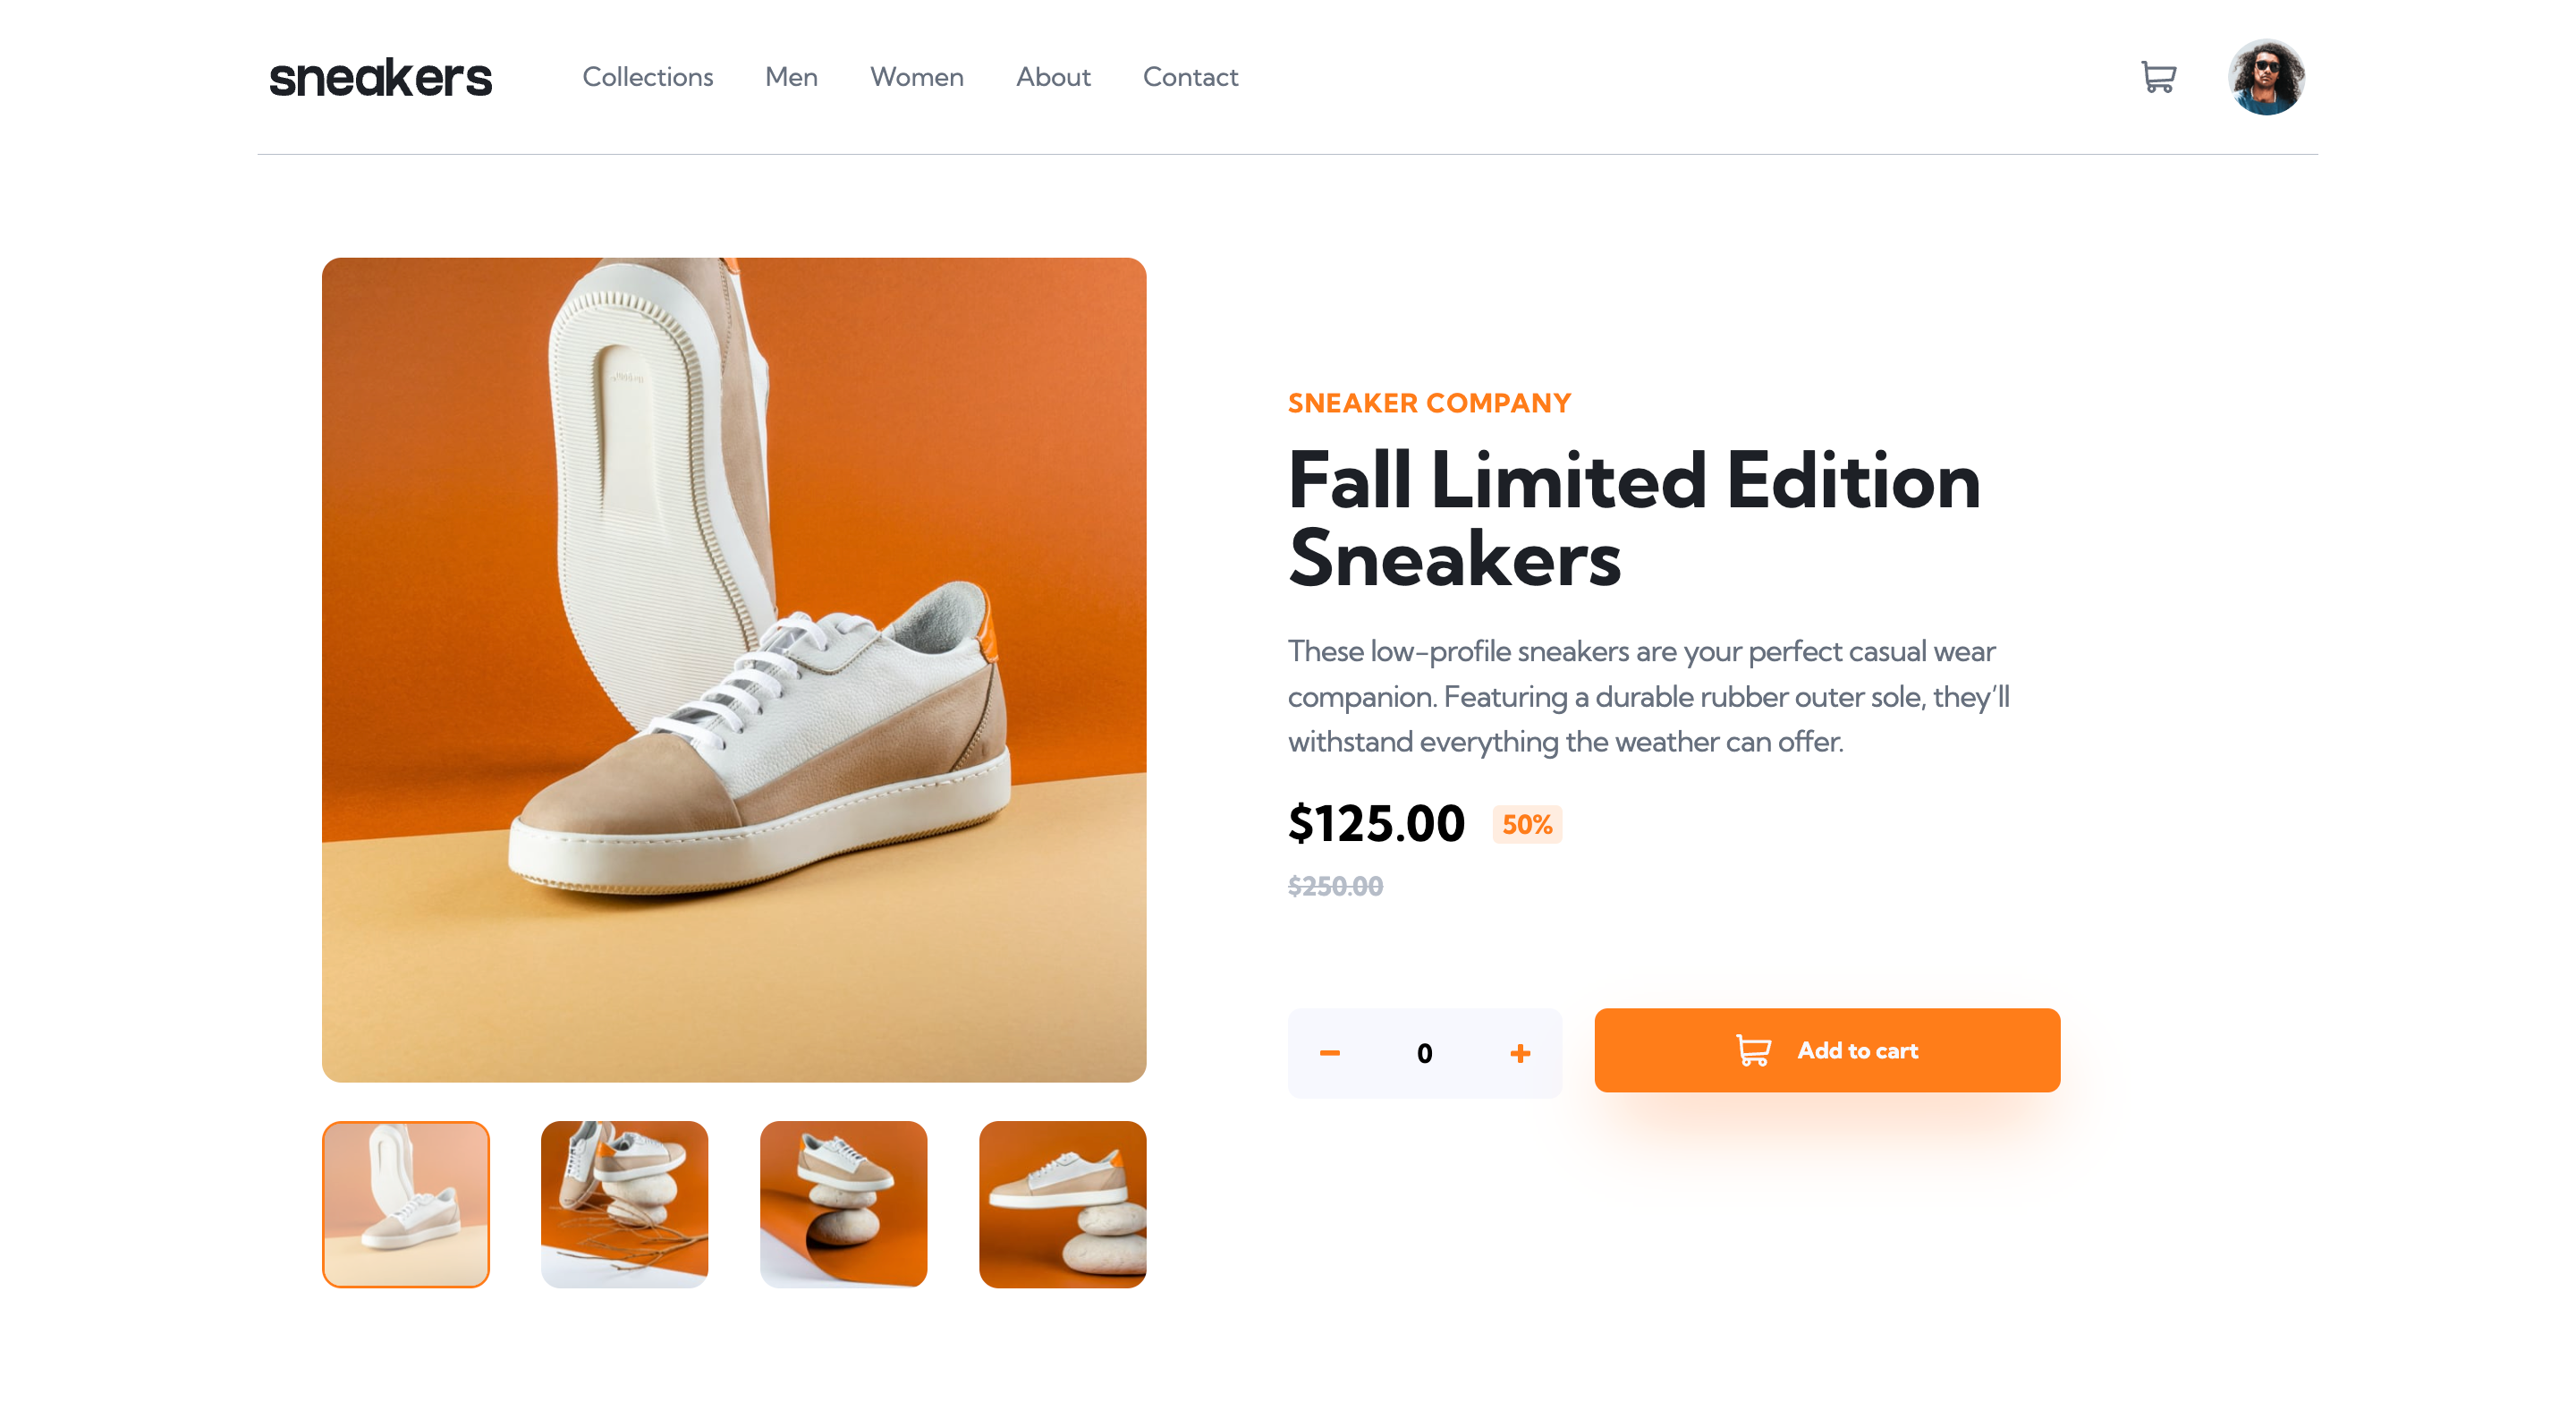 sneakers
Collections Men Women About Contact
SNEAKER COMPANY
Fall Limited Edition
Sneakers
These low-profile sneakers are your perfect casual wear
companion. Featuring a durable rubber outer sole, they’ll
withstand everything the weather can offer.
$125.00 50%
$250.00
0
Add to cart